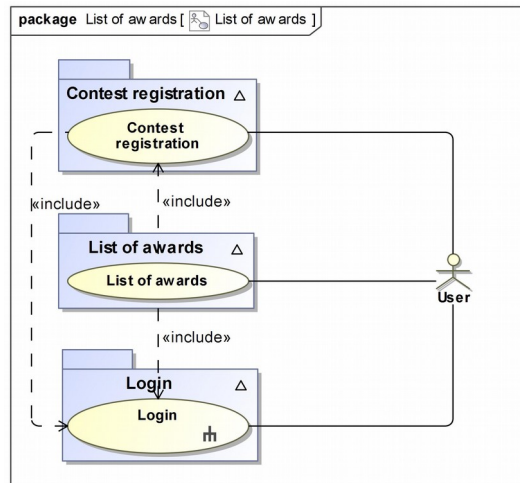 package List of awards [ List of awards ]
Contest registration
Contest
registration
«include»
«include»
List of awards
List of awards
User
«include»
Login
Login